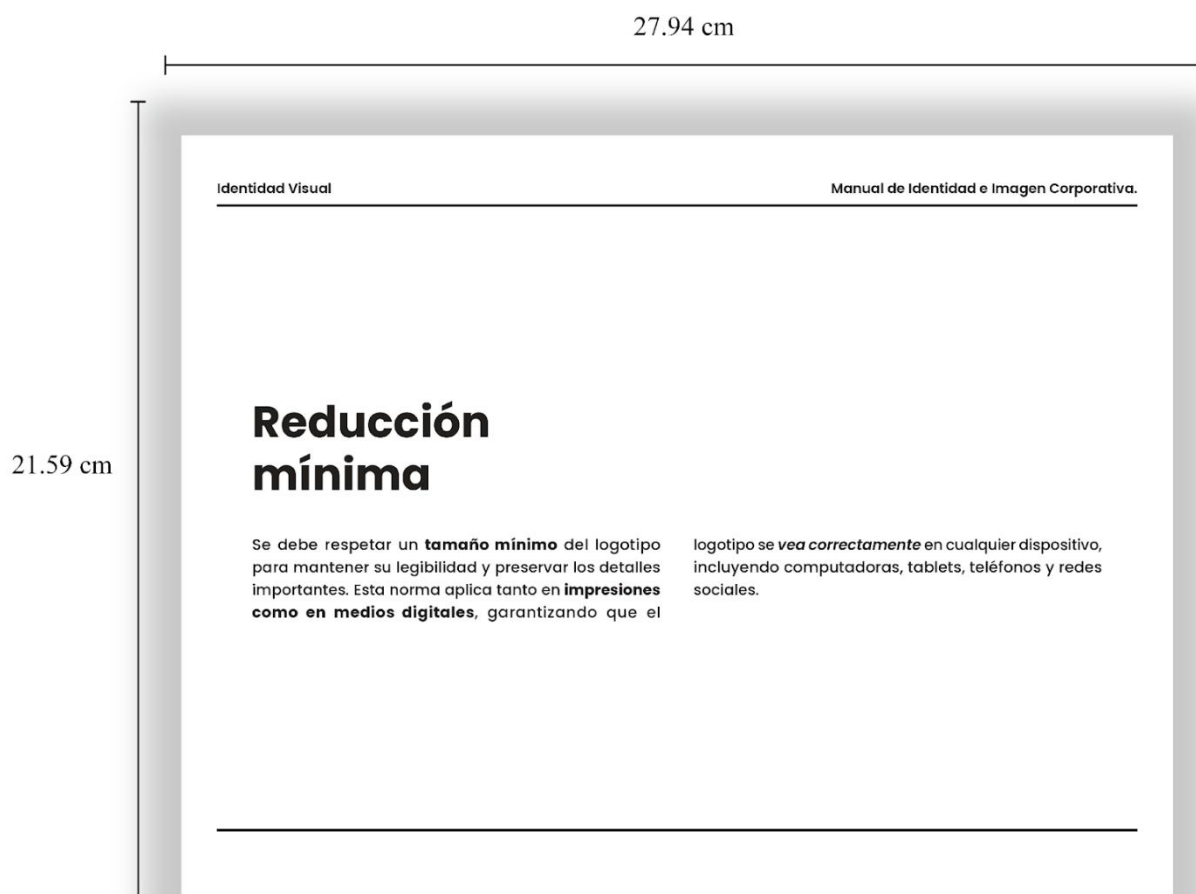 27.94 cm
Identidad Visual
Manual de Identidad e Imagen Corporativa.
21.59 cm
Reducción
mínima
Se debe respetar un tamaño mínimo del logotipo
para mantener su legibilidad y preservar los detalles
importantes. Esta norma aplica tanto en impresiones
como en medios digitales, garantizando que el
logotipo se vea correctamente en cualquier dispositivo,
incluyendo computadoras, tablets, teléfonos y redes
sociales.